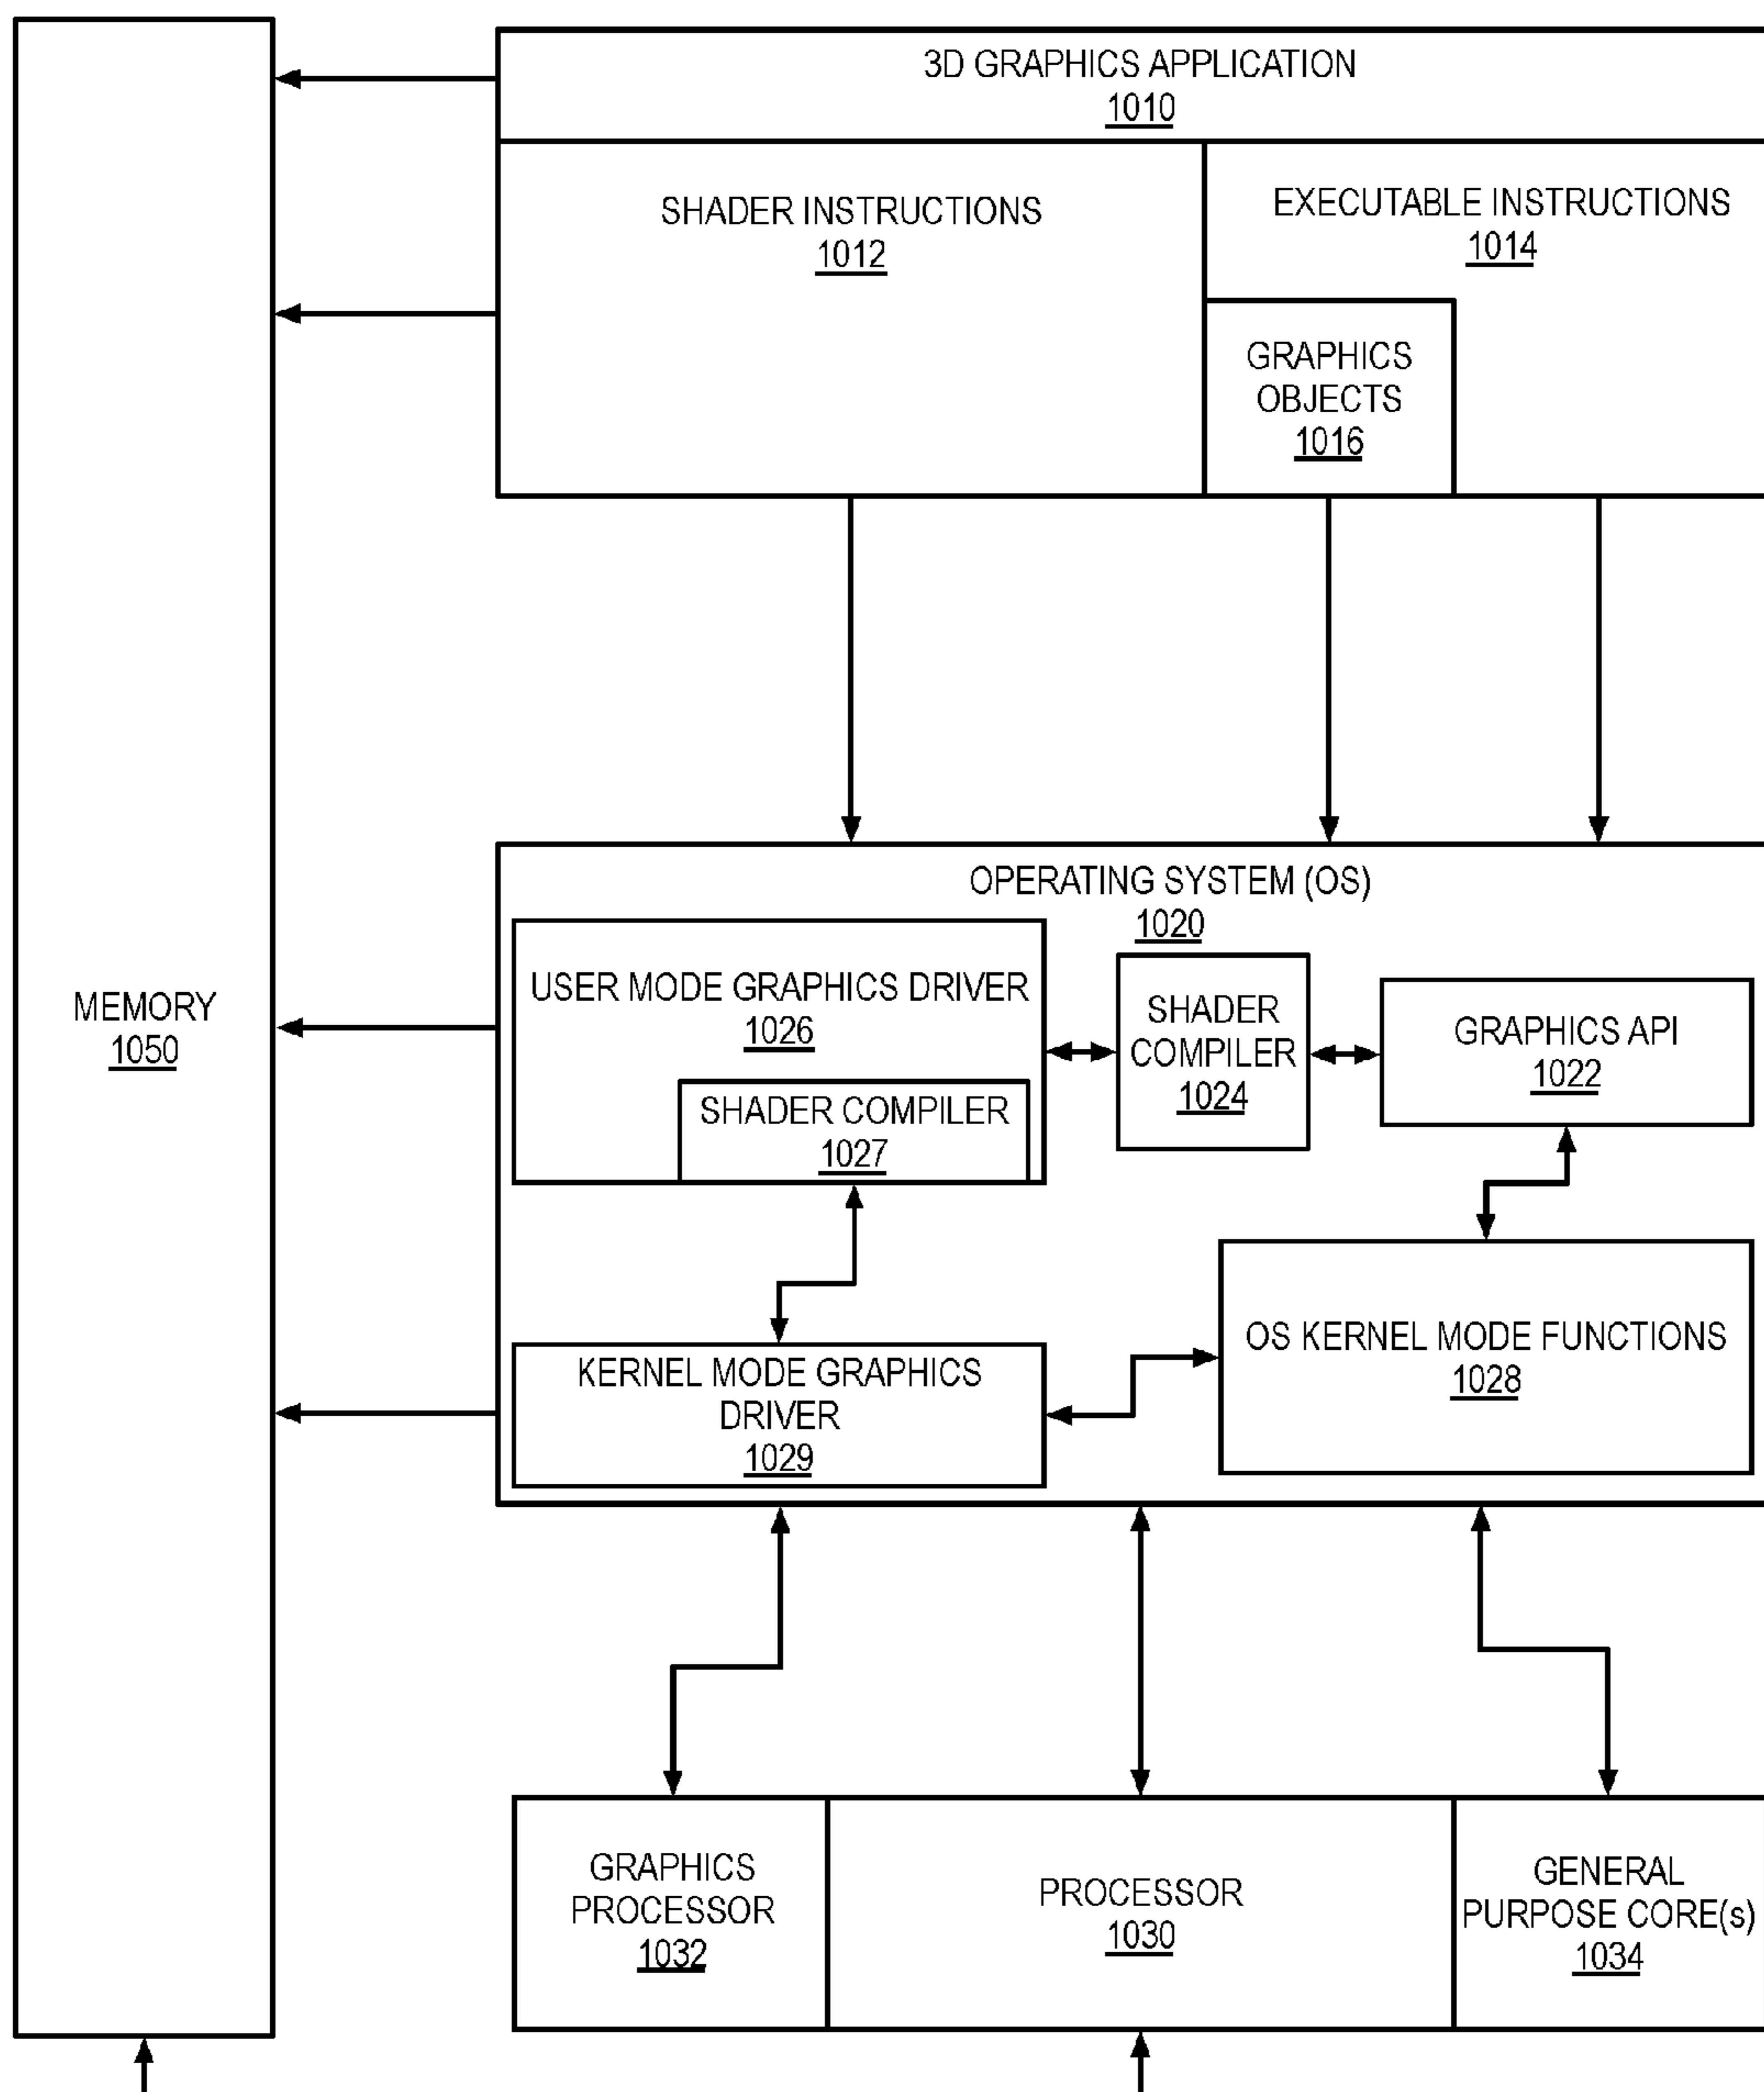 3D GRAPHICS APPLICATION
1010
SHADER INSTRUCTIONS
1012
EXECUTABLE INSTRUCTIONS
1014
GRAPHICS
OBJECTS
1016
MEMORY
1050
OPERATING SYSTEM (OS)
1020
USER MODE GRAPHICS DRIVER
1026
SHADER COMPILER
1027
SHADER
COMPILER
1024
GRAPHICS API
1022
OS KERNEL MODE FUNCTIONS
1028
KERNEL MODE GRAPHICS
DRIVER
1029
GRAPHICS
PROCESSOR
1032
PROCESSOR
1030
GENERAL
PURPOSE CORE(s)
1034